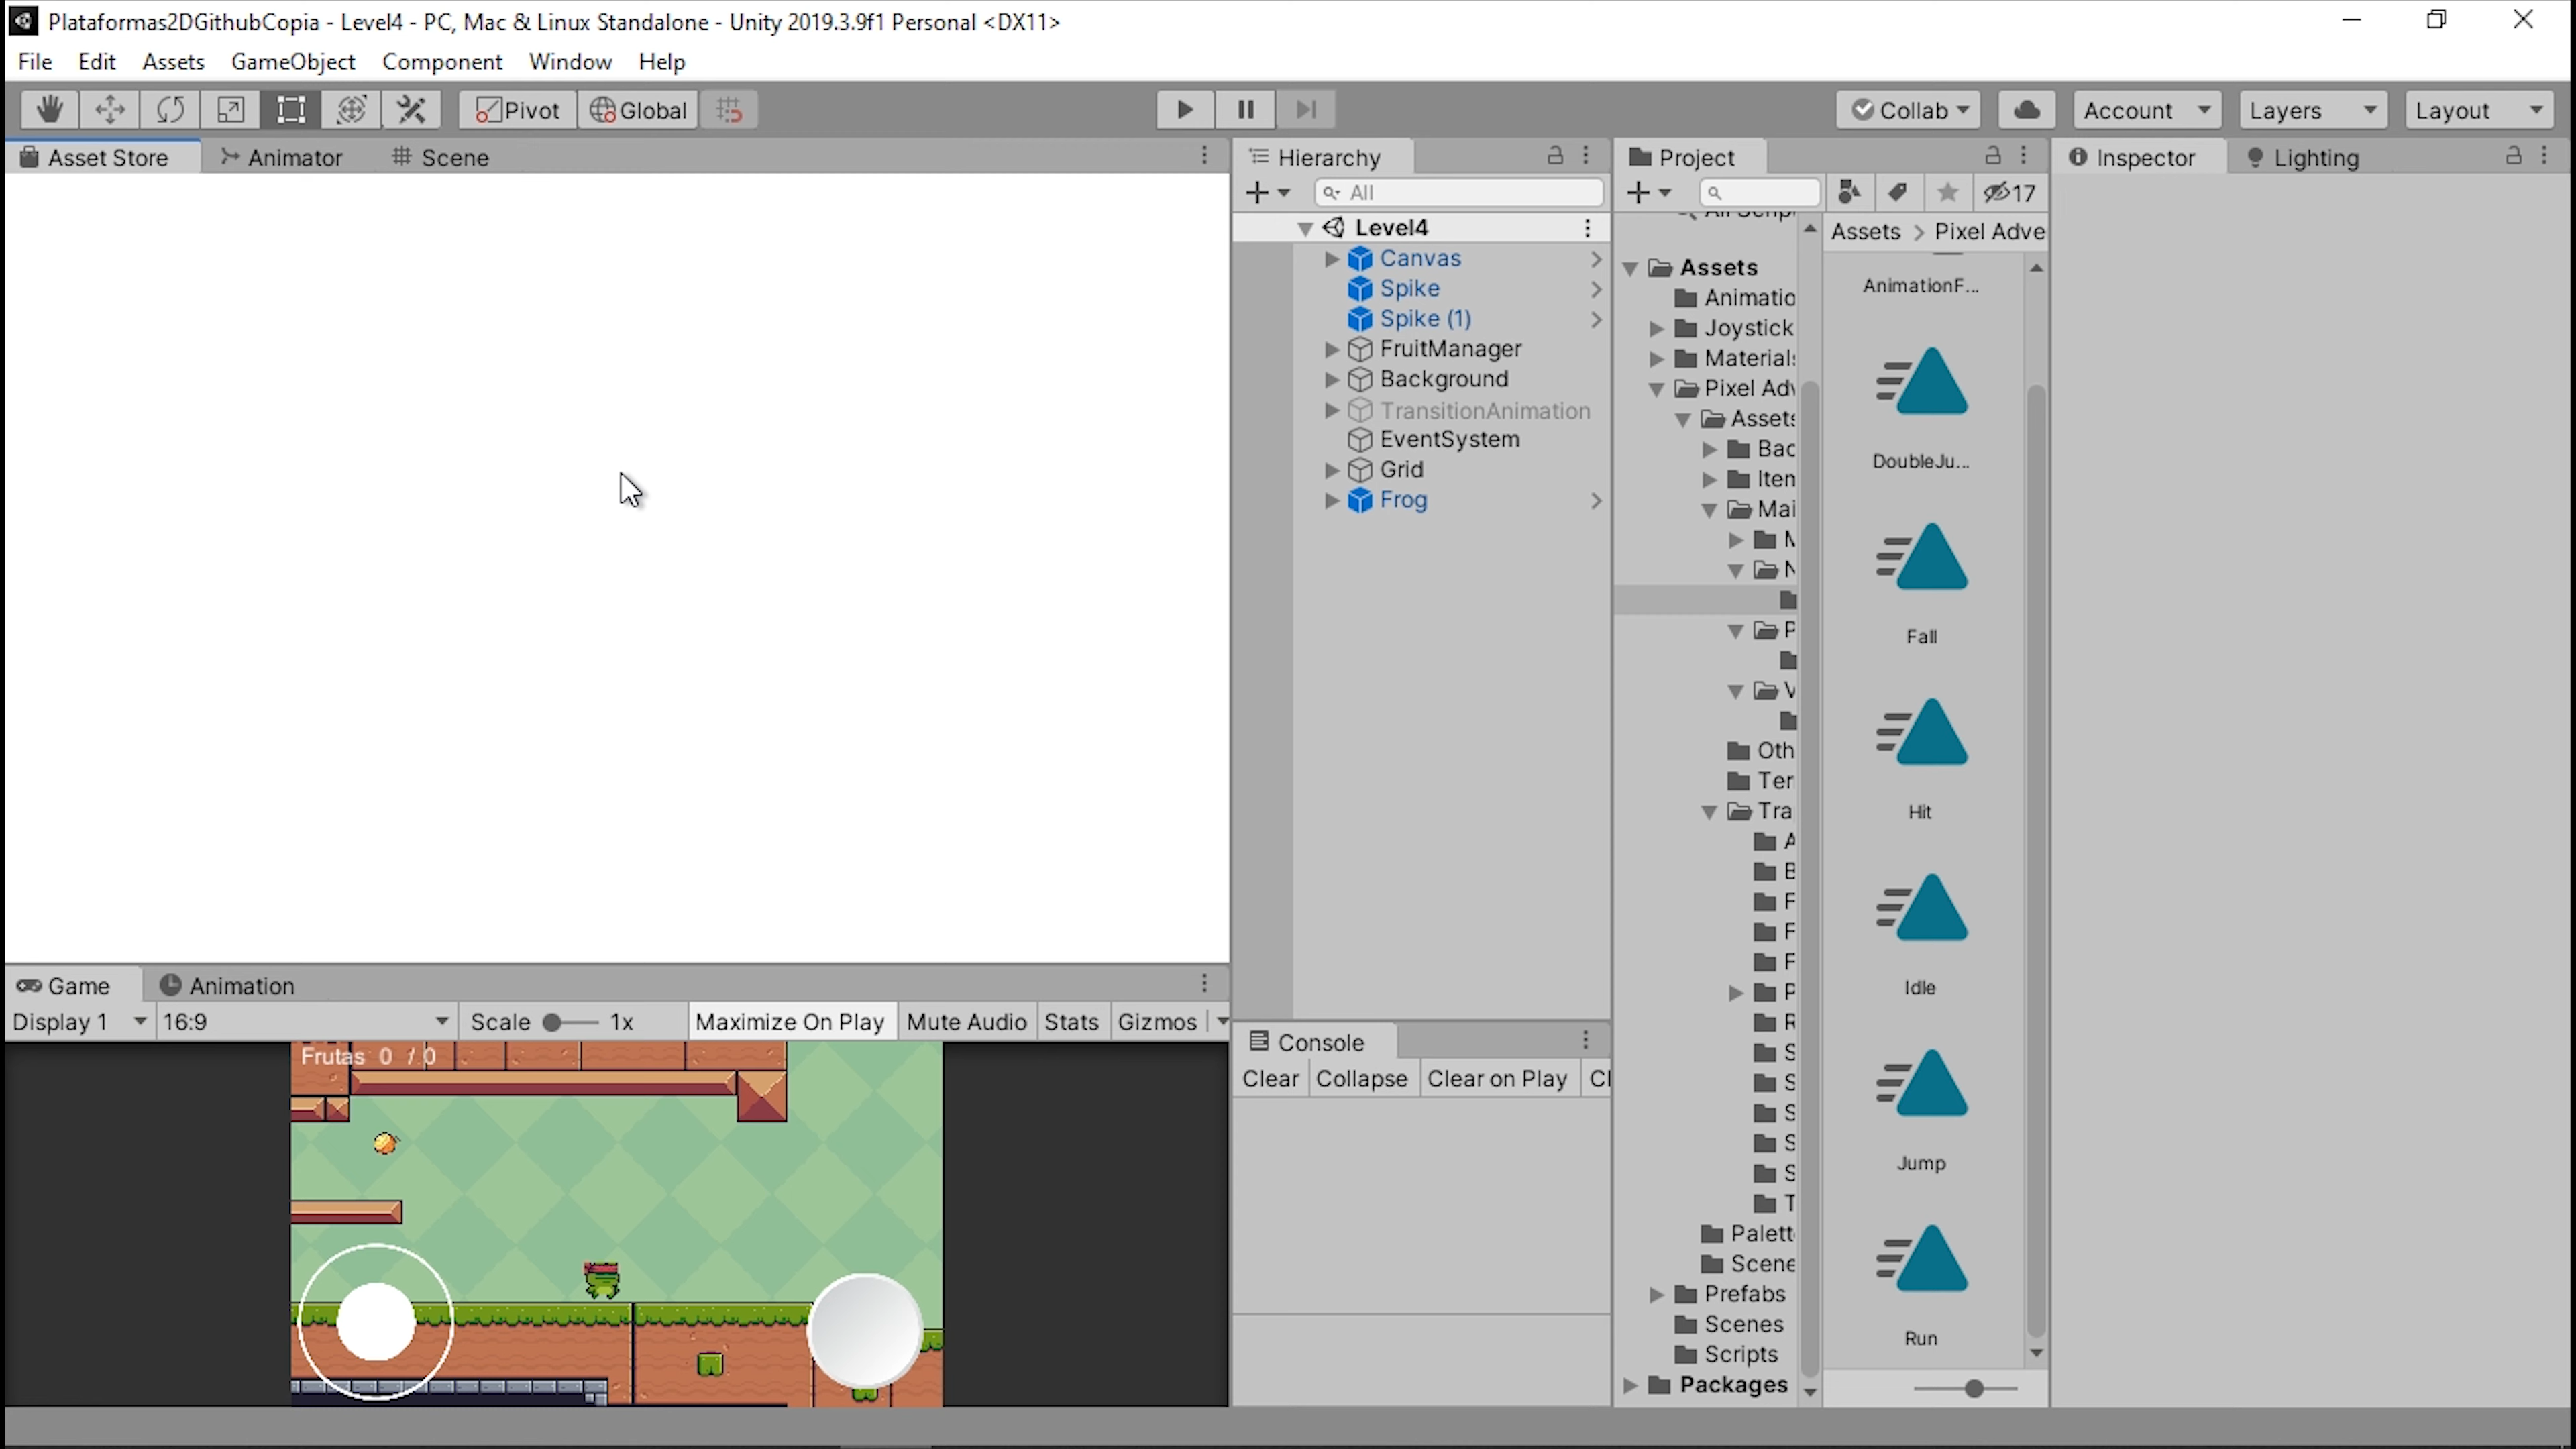 Plataformas2DGithubCopia - Level4 - PC, Mac & Linux Standalone - Unity 2019.3.9f1 Personal <DX11>
File Edit Assets GameObject Component Window Help
Pivot Global Collab Account Layers Layout
Asset Store Animator Scene
Hierarchy
All
Level4
Canvas
Spike
Spike (1)
FruitManager
Background
TransitionAnimation
EventSystem
Grid
Frog
Console
Clear Collapse Clear on Play Cl
Project
17
All Scrip
Assets
Animatio
Joystick
Materials
Pixel Adv
Assets
Bac
Item
Mai
M
N
P
V
Oth
Ter
Tra
A
B
F
F
F
P
R
S
S
S
S
S
T
Palett
Scene
Prefabs
Scenes
Scripts
Packages
Assets > Pixel Adve
AnimationF...
DoubleJu...
Fall
Hit
Idle
Jump
Run
Inspector Lighting
Game Animation
Display 1 16:9 Scale 1x Maximize On Play Mute Audio Stats Gizmos
Frutas 0 / 0